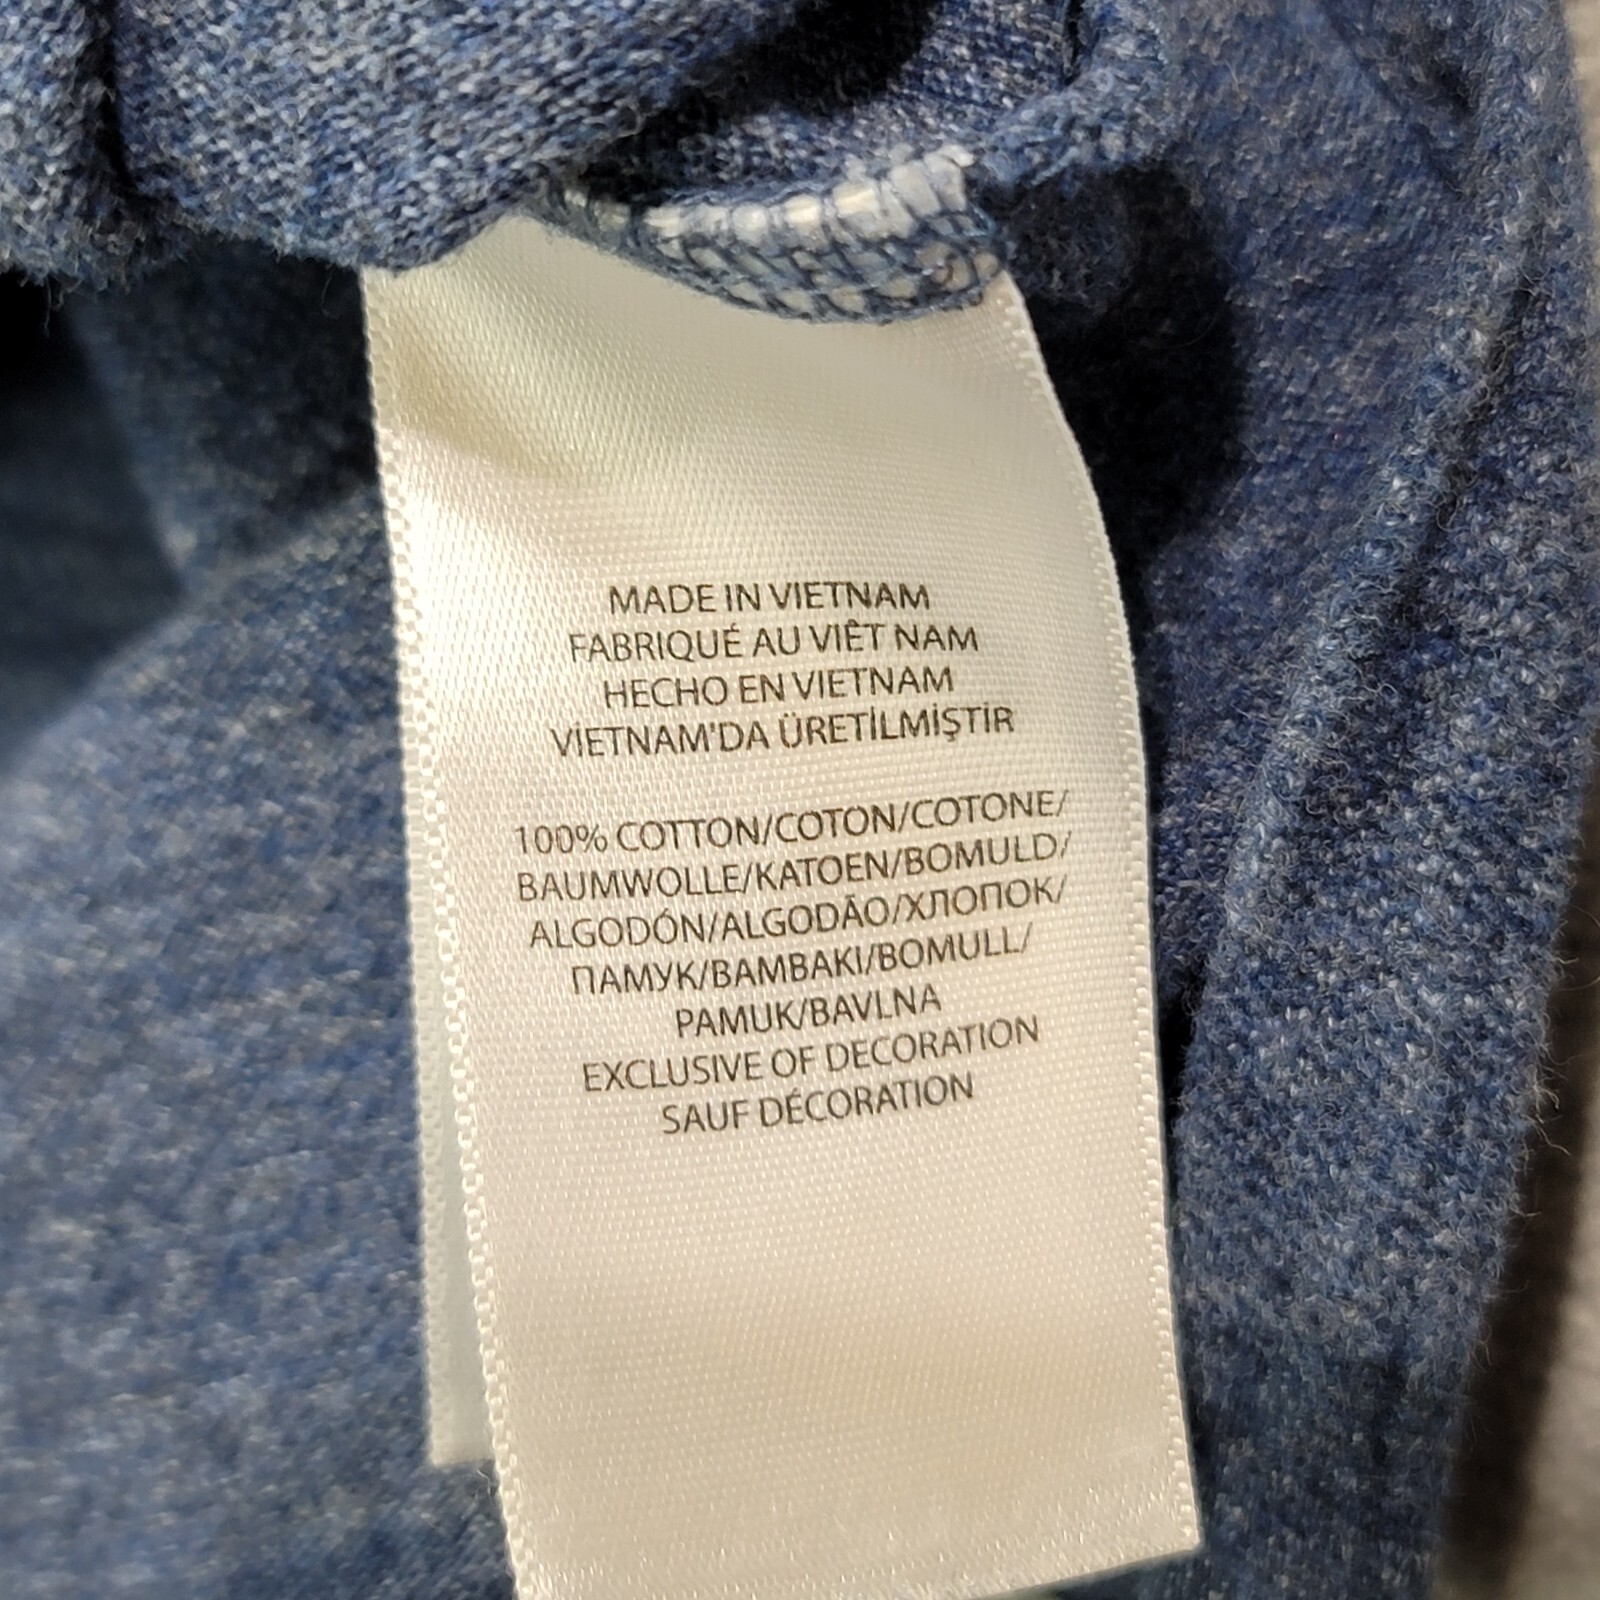 MADE IN VIETNAM
FABRIQUÉ AU VIÊT NAM
HECHO EN VIETNAM
VİETNAM'DA ÜRETİLMİŞTİR
100% COTTON/COTON/COTONE/
BAUMWOLLE/KATOEN/BOMULD/
ALGODÓN/ALGODÃO/ХЛОПОК/
ПАМУК/BAMBAKI/BOMULL/
PAMUK/BAVLNA
EXCLUSIVE OF DECORATION
SAUF DÉCORATION